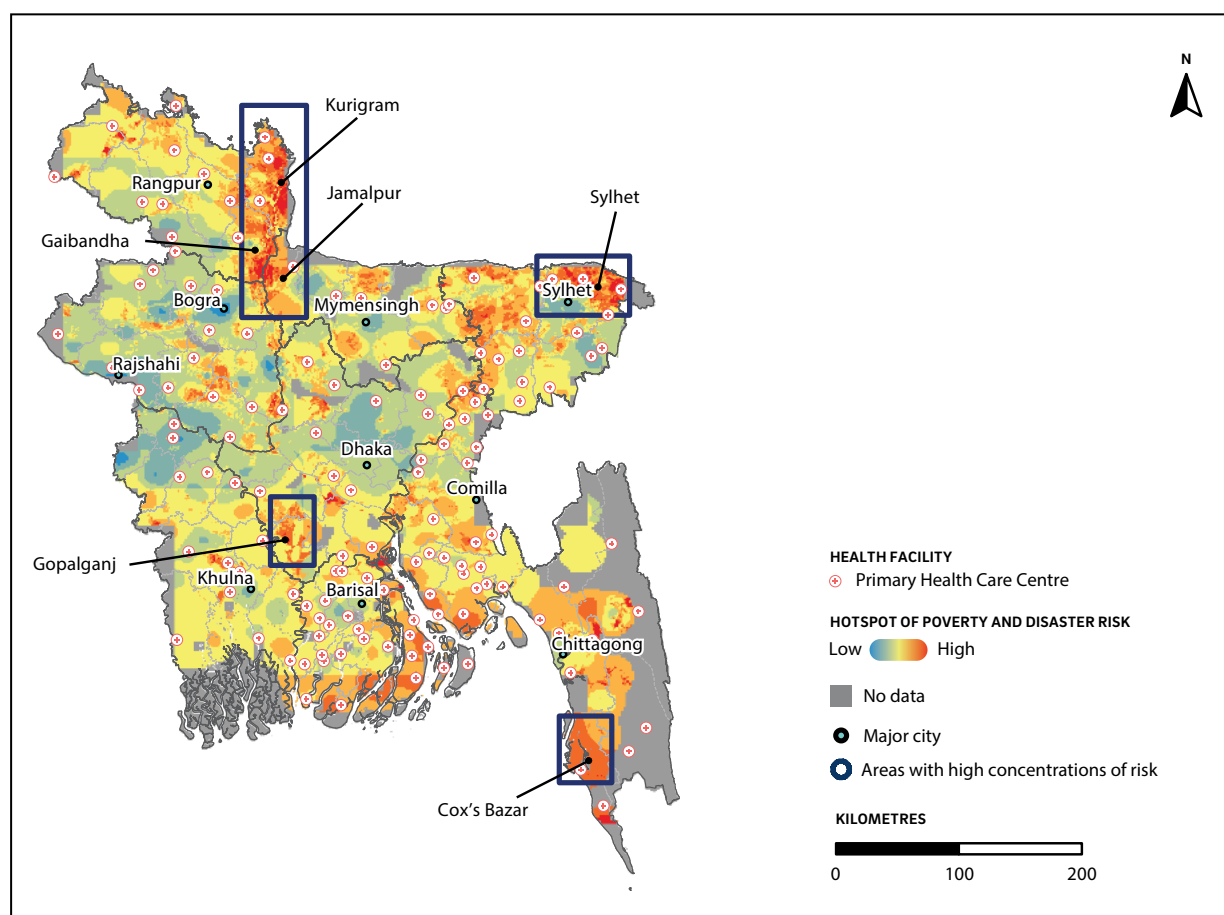 N
Kurigram
Rangpur
Jamalpur
Sylhet
Gaibandha
Bogra
Mymensingh
Sylhet
Rajshahi
Dhaka
Comilla
Gopalganj
Khulna
Barisal
Chittagong
Cox's Bazar
HEALTH FACILITY
Primary Health Care Centre
HOTSPOT OF POVERTY AND DISASTER RISK
Low High
No data
Major city
Areas with high concentrations of risk
KILOMETRES
0 100 200